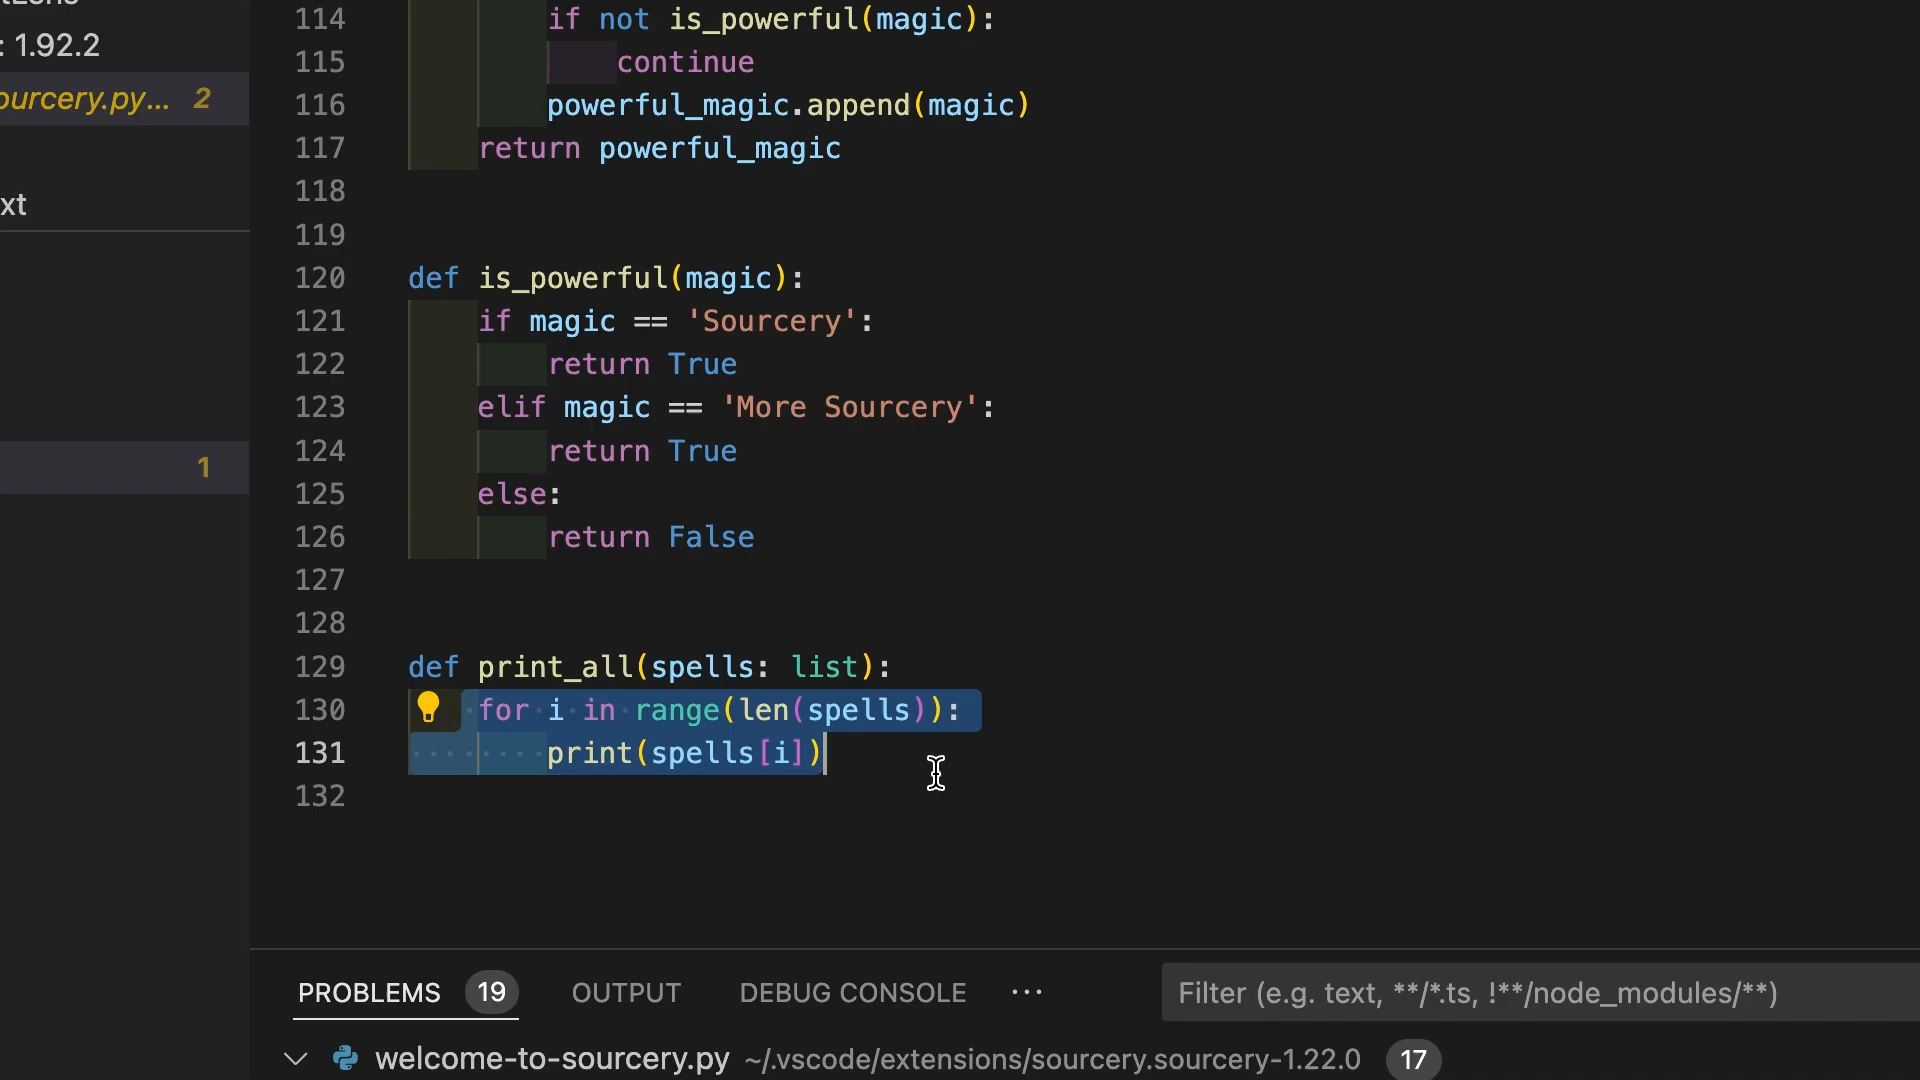 : 1.92.2
ourcery.py... 2
xt
1
114 if not is_powerful(magic):
115 continue
116 powerful_magic.append(magic)
117 return powerful_magic
118
119
120 def is_powerful(magic):
121 if magic == 'Sourcery':
122 return True
123 elif magic == 'More Sourcery':
124 return True
125 else:
126 return False
127
128
129 def print_all(spells: list):
130 for i in range(len(spells)):
131 print(spells[i])
132
PROBLEMS 19 OUTPUT DEBUG CONSOLE ... Filter (e.g. text, **/*.ts, !**/node_modules/**)
welcome-to-sourcery.py ~/.vscode/extensions/sourcery.sourcery-1.22.0 17